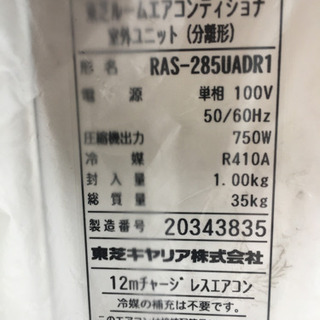 東芝ルームエアコンディショナ
室外ユニット(分離形)
形名 RAS-285UADR1
電源 単相 100V
50/60Hz
圧縮機出力 750W
冷媒 R410A
封入量 1.00kg
総質量 35kg
製造番号 20343835
東芝キヤリア株式会社
12mチャージレスエアコン
冷媒の補充は不要です。